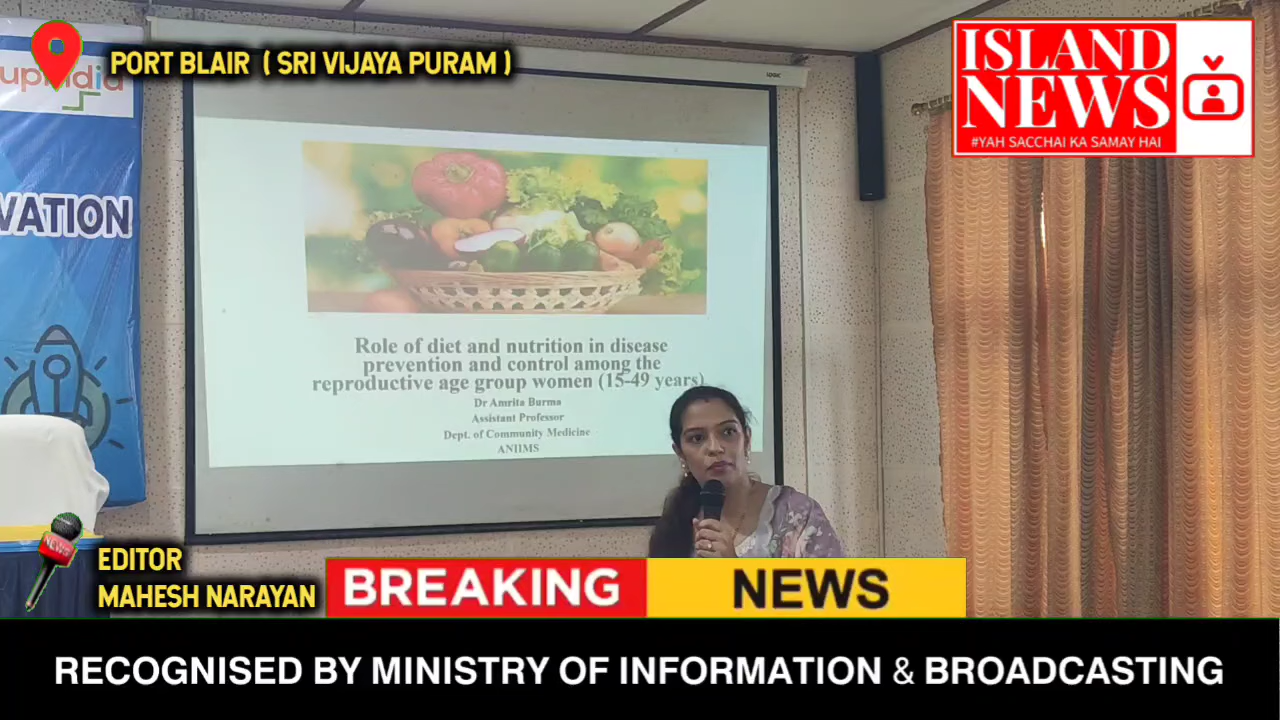 PORT BLAIR ( SRI VIJAYA PURAM )
ISLAND
NEWS
#YAH SACCHAI KA SAMAY HAI
LOGIC
VATION
Role of diet and nutrition in disease
prevention and control among the
reproductive age group women (15-49 years)
Dr Amrita Burma
Assistant Professor
Dept. of Community Medicine
ANIIMS
NEWS
EDITOR
MAHESH NARAYAN
BREAKING NEWS
RECOGNISED BY MINISTRY OF INFORMATION & BROADCASTING